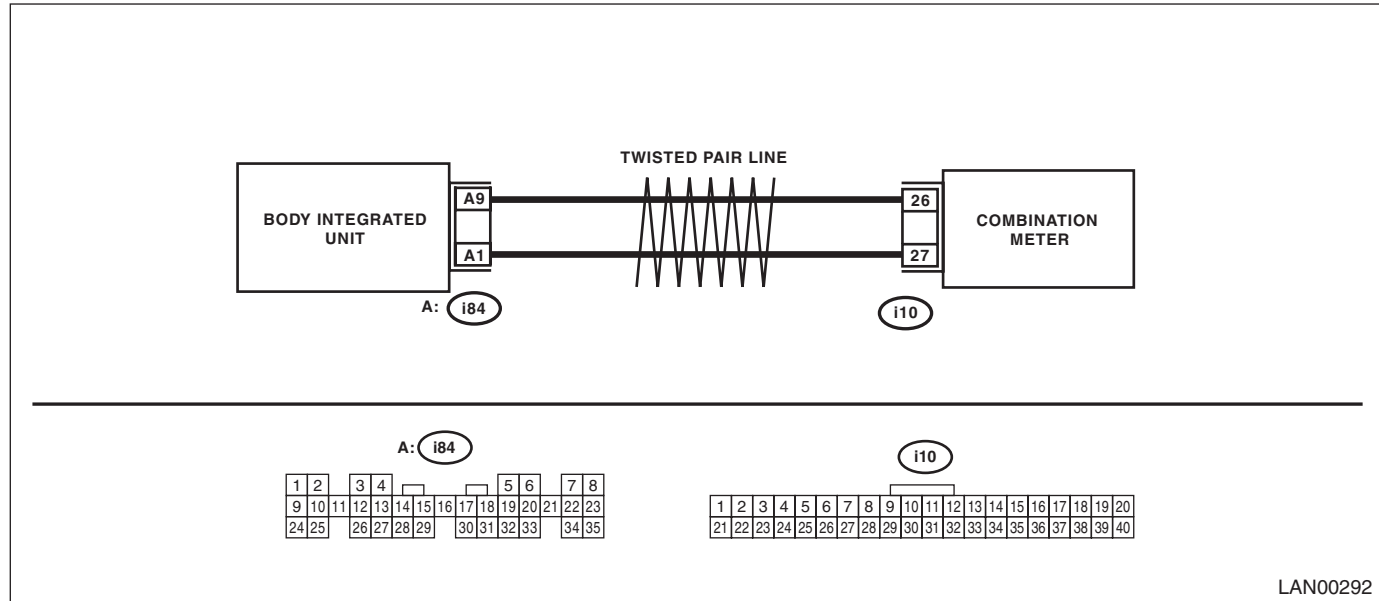 TWISTED PAIR LINE
BODY INTEGRATED
UNIT
A9
A1
26
27
COMBINATION
METER
A: i84
i10
A: i84
1 2 3 4 5 6 7 8
9 10 11 12 13 14 15 16 17 18 19 20 21 22 23
24 25 26 27 28 29 30 31 32 33 34 35
i10
1 2 3 4 5 6 7 8 9 10 11 12 13 14 15 16 17 18 19 20
21 22 23 24 25 26 27 28 29 30 31 32 33 34 35 36 37 38 39 40
LAN00292